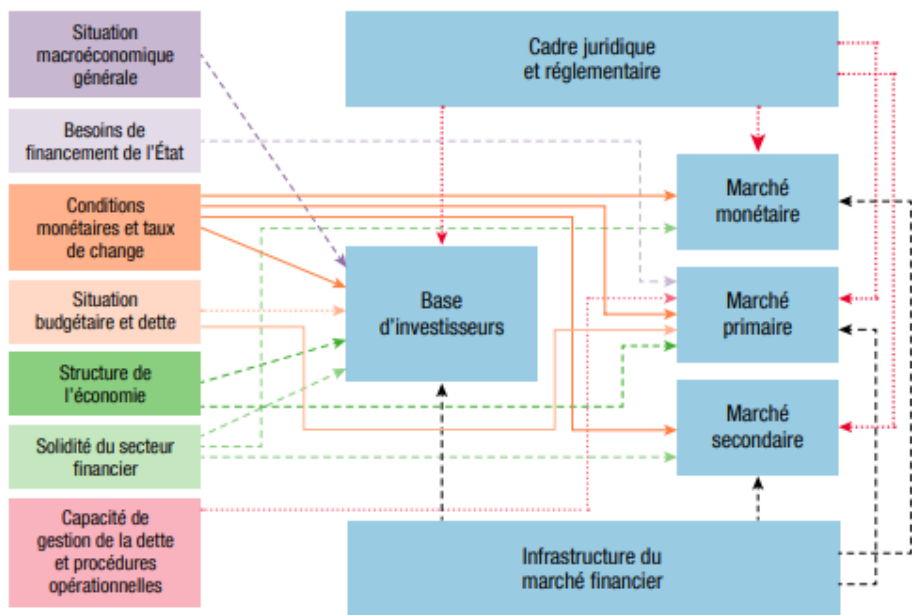 Situation
macroéconomique
générale
Besoins de
financement de l'État
Conditions
monétaires et taux
de change
Situation
budgétaire et dette
Structure de
l'économie
Solidité du secteur
financier
Capacité de
gestion de la dette
et procédures
opérationnelles
Cadre juridique
et réglementaire
Base
d'investisseurs
Marché
monétaire
Marché
primaire
Marché
secondaire
Infrastructure du
marché financier